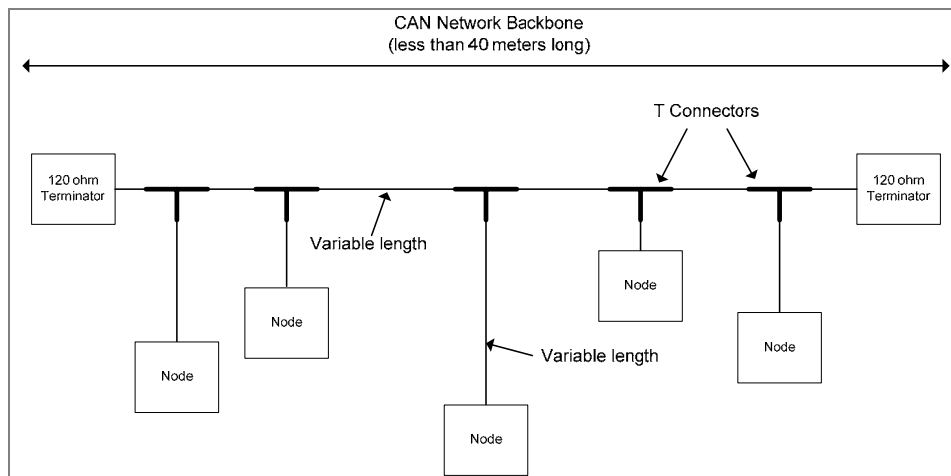 CAN Network Backbone
(less than 40 meters long)
T Connectors
120 ohm
Terminator
120 ohm
Terminator
Variable length
Node
Node
Node
Node
Variable length
Node